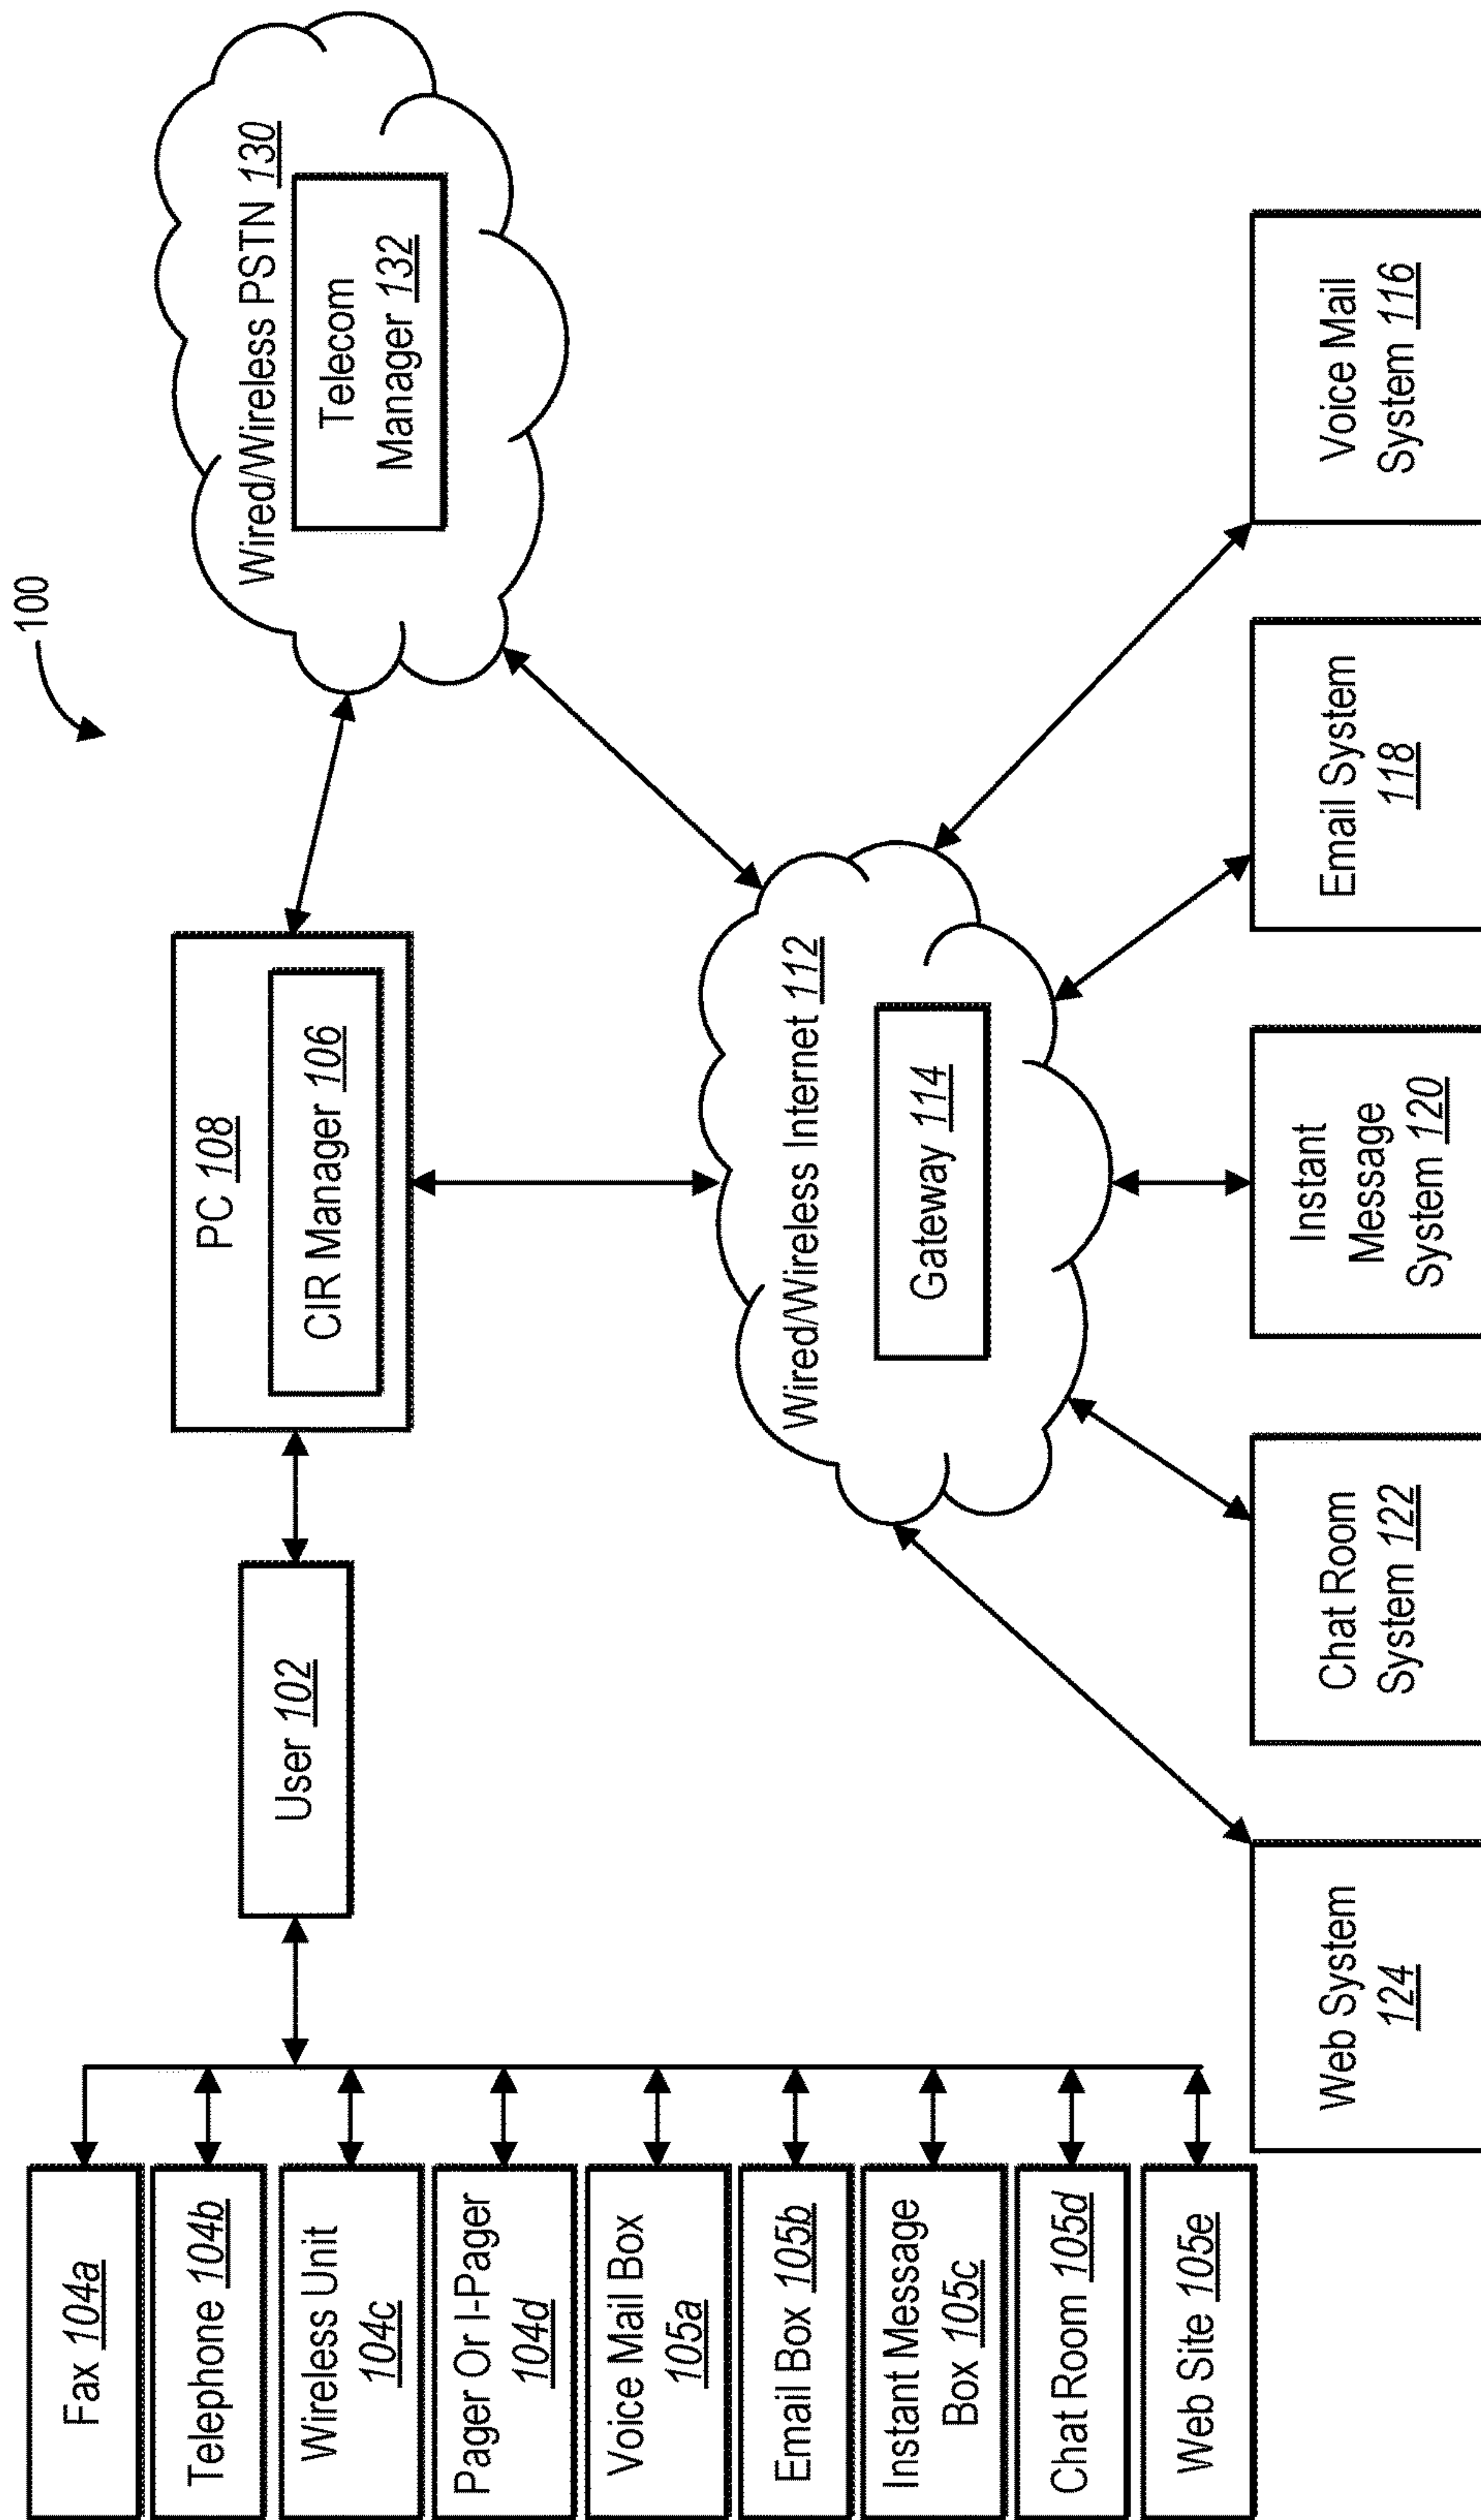 100
Fax 104a
Telephone 104b
Wireless Unit
104c
Pager Or I-Pager
104d
Voice Mail Box
105a
Email Box 105b
Instant Message
Box 105c
Chat Room 105d
Web Site 105e
User 102
PC 108
CIR Manager 106
Wired/Wireless PSTN 130
Telecom
Manager 132
Wired/Wireless Internet 112
Gateway 114
Web System
124
Chat Room
System 122
Instant
Message
System 120
Email System
118
Voice Mail
System 116